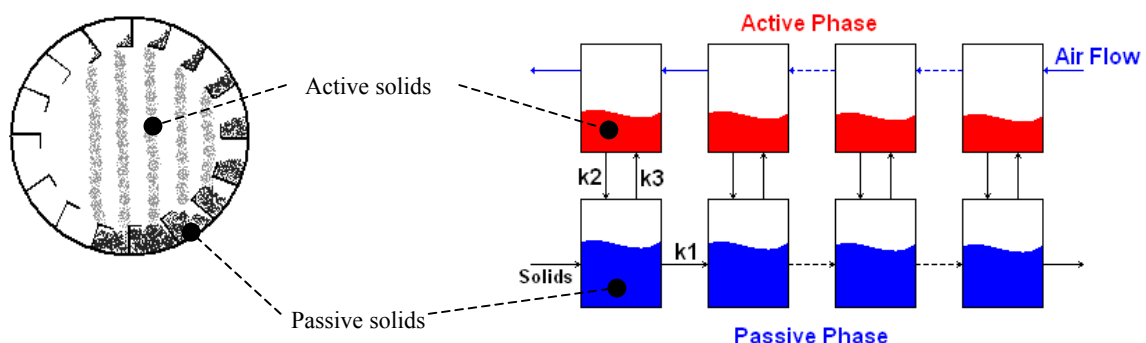 Active solids
Passive solids
Active Phase
Air Flow
k2
k3
Solids
k1
Passive Phase